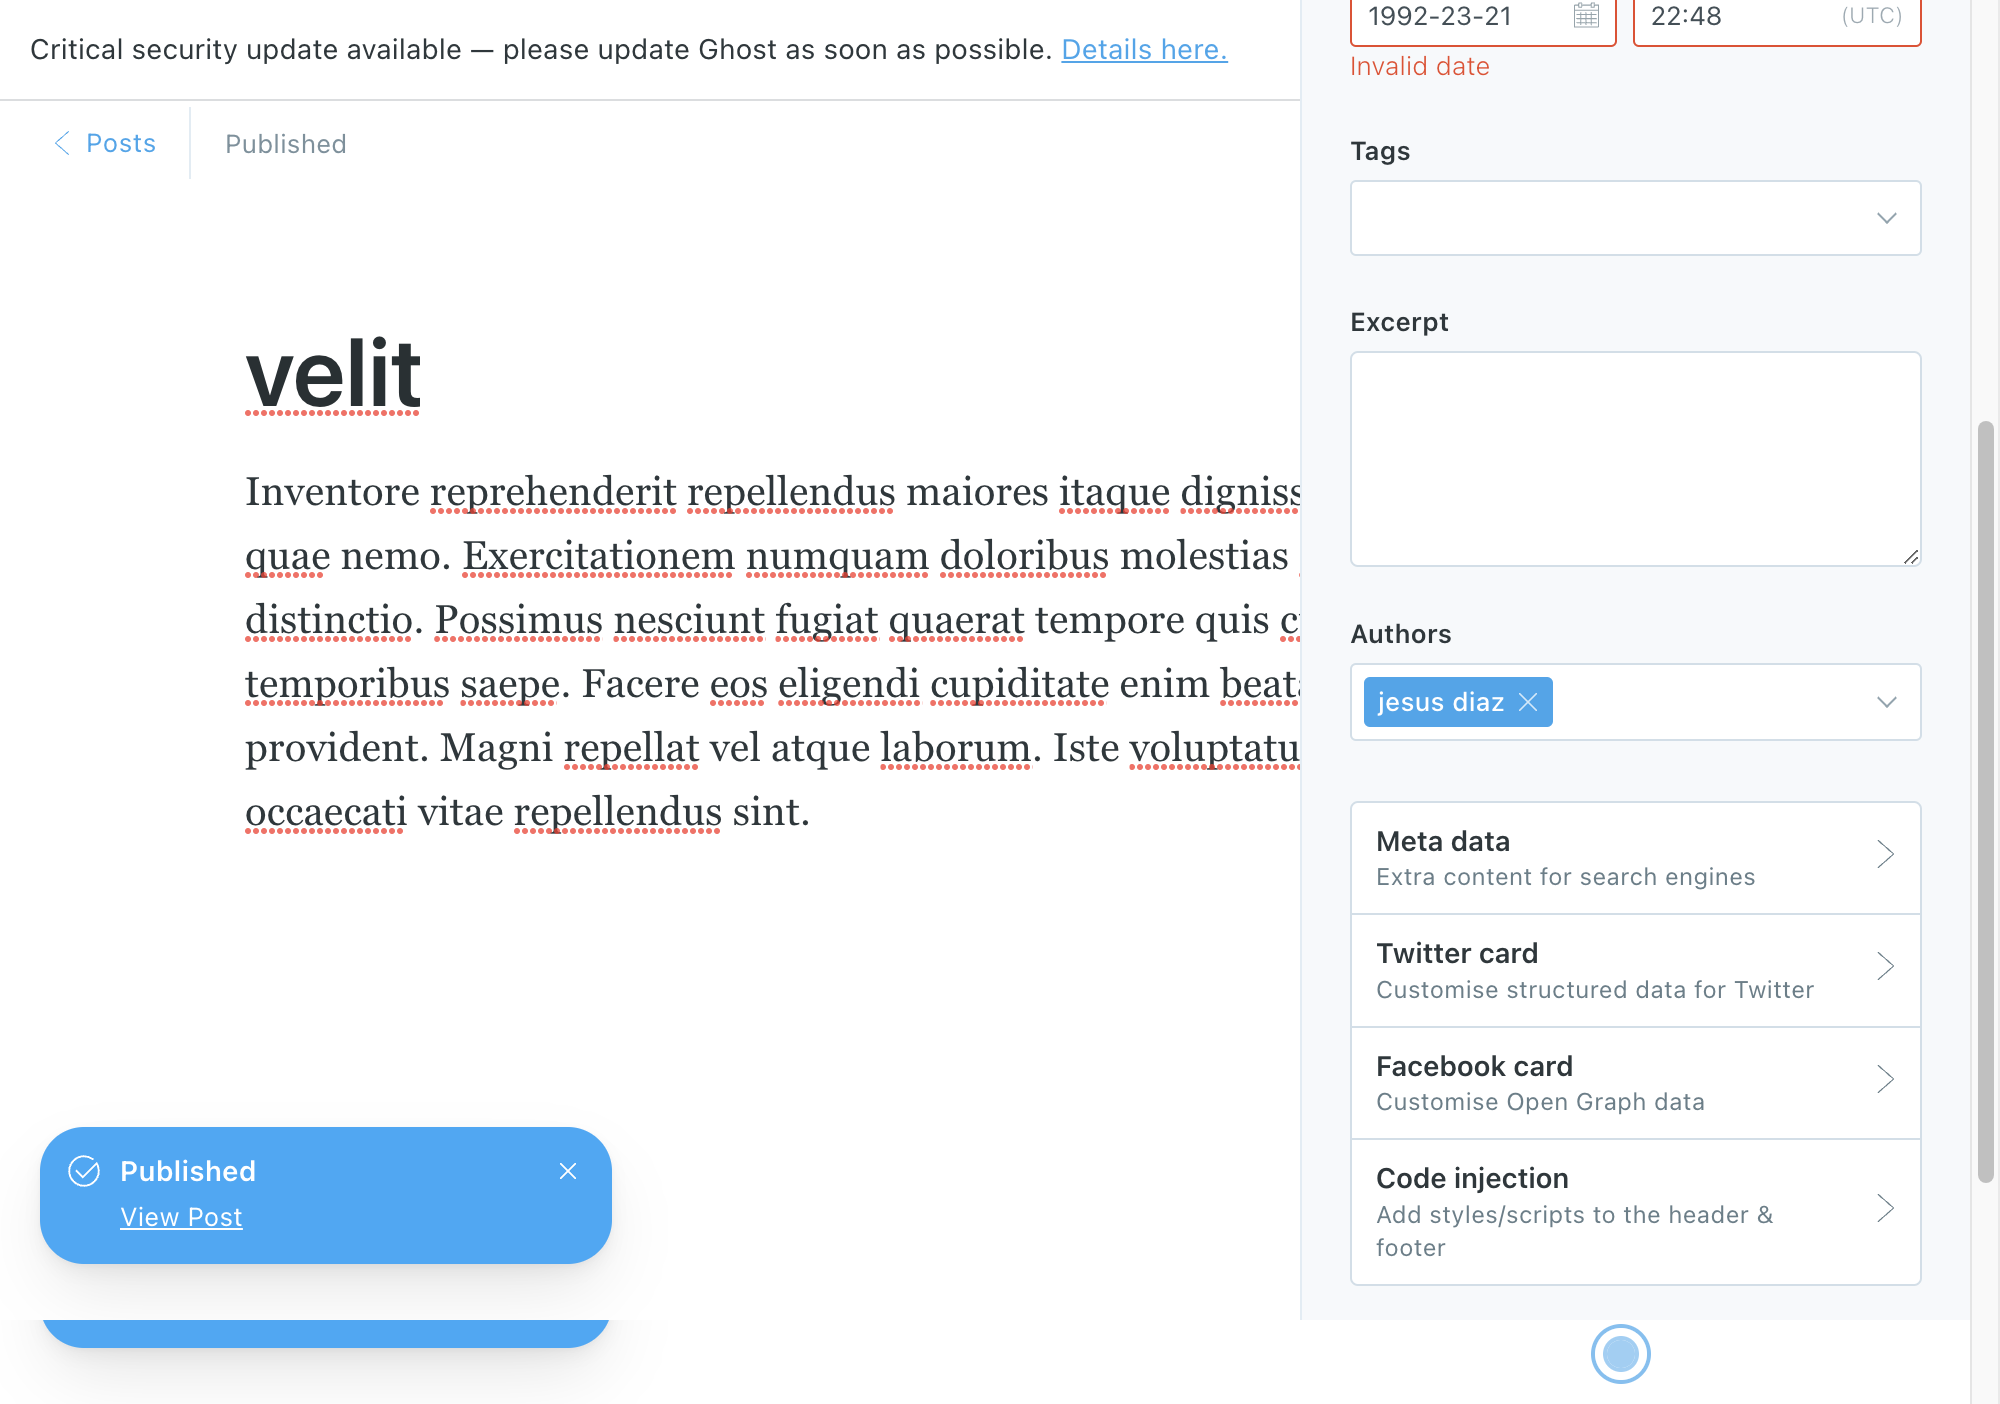 Critical security update available — please update Ghost as soon as possible. Details here.
Posts
Published
velit
Inventore reprehenderit repellendus maiores itaque
quae nemo. Exercitationem numquam doloribus molestias
distinctio. Possimus nesciunt fugiat quaerat tempore quis
temporibus saepe. Facere eos eligendi cupiditate enim
provident. Magni repellat vel atque laborum. Iste
occaecati vitae repellendus sint.
Published
View Post
1992-23-21
22:48 (UTC)
Invalid date
Tags
Excerpt
Authors
jesus diaz
Meta data
Extra content for search engines
Twitter card
Customise structured data for Twitter
Facebook card
Customise Open Graph data
Code injection
Add styles/scripts to the header &
footer